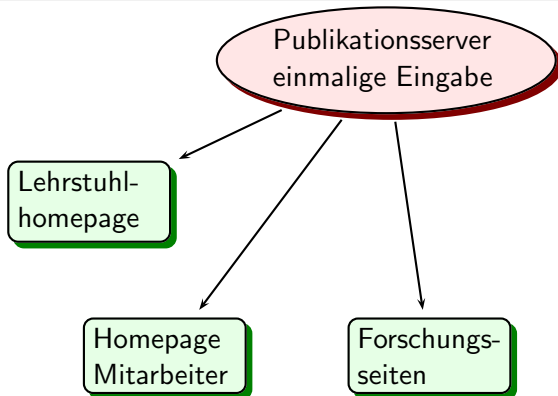 Publikationsserver
einmalige Eingabe
Lehrstuhl-
homepage
Homepage
Mitarbeiter
Forschungs-
seiten